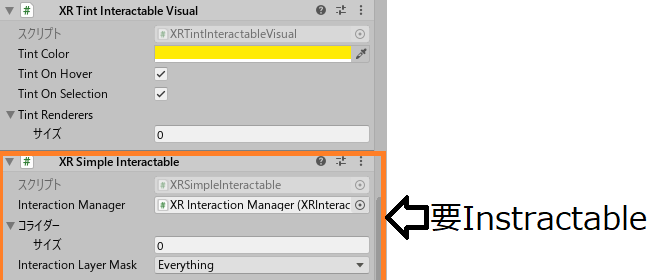 XR Tint Interactable Visual
スクリプト XRTintInteractableVisual
Tint Color
Tint On Hover
Tint On Selection
Tint Renderers
サイズ 0
XR Simple Interactable
スクリプト XRSimpleInteractable
Interaction Manager XR Interaction Manager (XRInterac
コライダー
サイズ 0
Interaction Layer Mask Everything
要Instractable